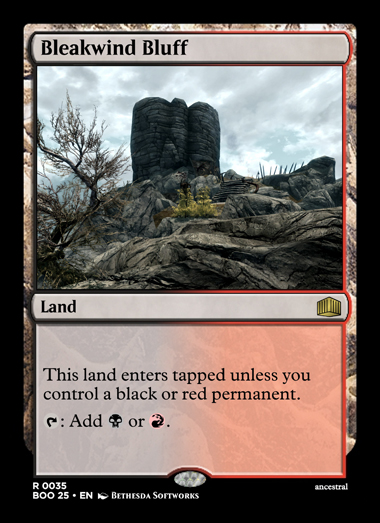 Bleakwind Bluff
Land
This land enters tapped unless you
control a black or red permanent.
: Add or .
R 0035
BOO 25 • EN Bethesda Softworks
ancestral